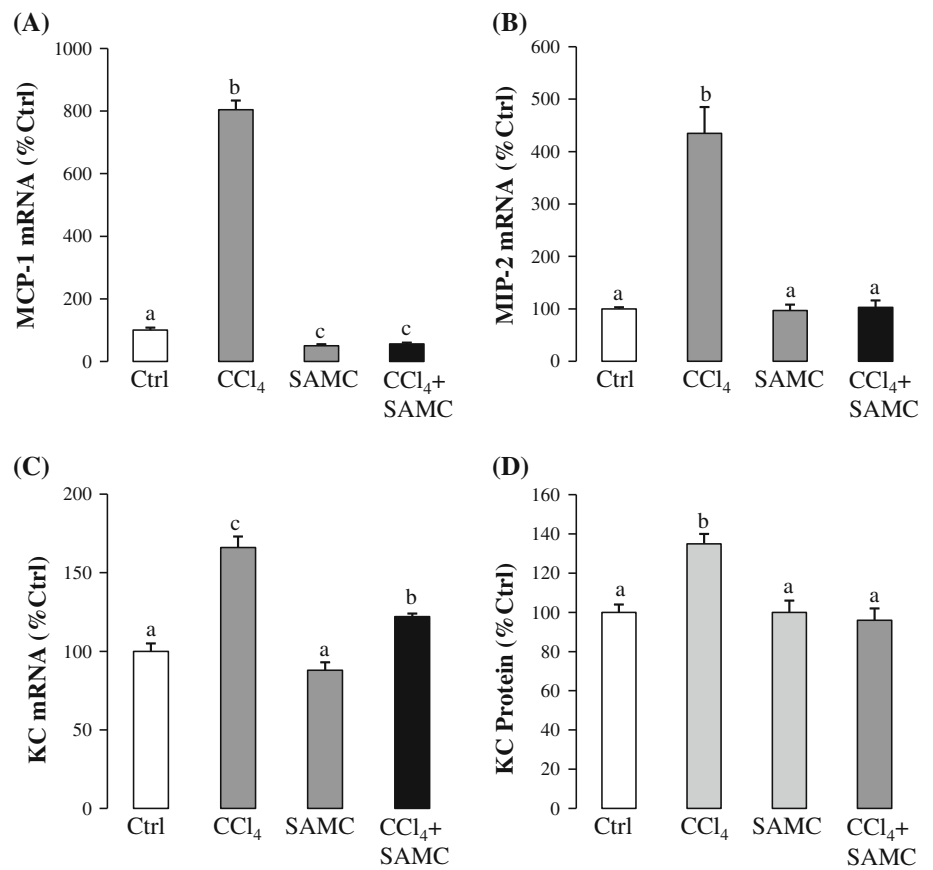 (A)
MCP-1 mRNA (%Ctrl)
1000
800
600
400
200
0
a
b
c
c
Ctrl
CCl₄
SAMC
CCl₄+
SAMC
(B)
MIP-2 mRNA (%Ctrl)
600
500
400
300
200
100
0
a
b
a
a
Ctrl
CCl₄
SAMC
CCl₄+
SAMC
(C)
KC mRNA (%Ctrl)
200
150
100
50
0
a
c
a
b
Ctrl
CCl₄
SAMC
CCl₄+
SAMC
(D)
KC Protein (%Ctrl)
160
140
120
100
80
60
40
20
0
a
b
a
a
Ctrl
CCl₄
SAMC
CCl₄+
SAMC